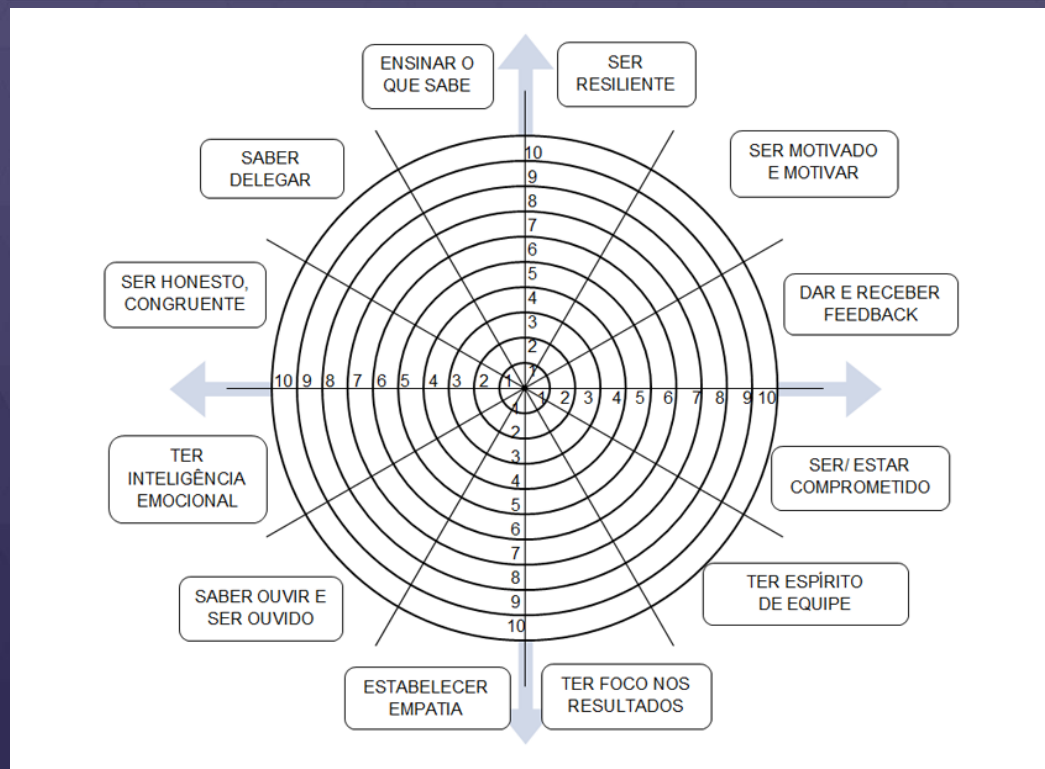 ENSINAR O
QUE SABE
SER
RESILIENTE
SABER
DELEGAR
SER MOTIVADO
E MOTIVAR
SER HONESTO,
CONGRUENTE
DAR E RECEBER
FEEDBACK
10
9
8
7
6
5
4
3
2
1
10 9 8 7 6 5 4 3 2 1
1 2 3 4 5 6 7 8 9 10
1
2
3
4
5
6
7
8
9
10
TER
INTELIGÊNCIA
EMOCIONAL
SER/ ESTAR
COMPROMETIDO
SABER OUVIR E
SER OUVIDO
TER ESPÍRITO
DE EQUIPE
ESTABELECER
EMPATIA
TER FOCO NOS
RESULTADOS